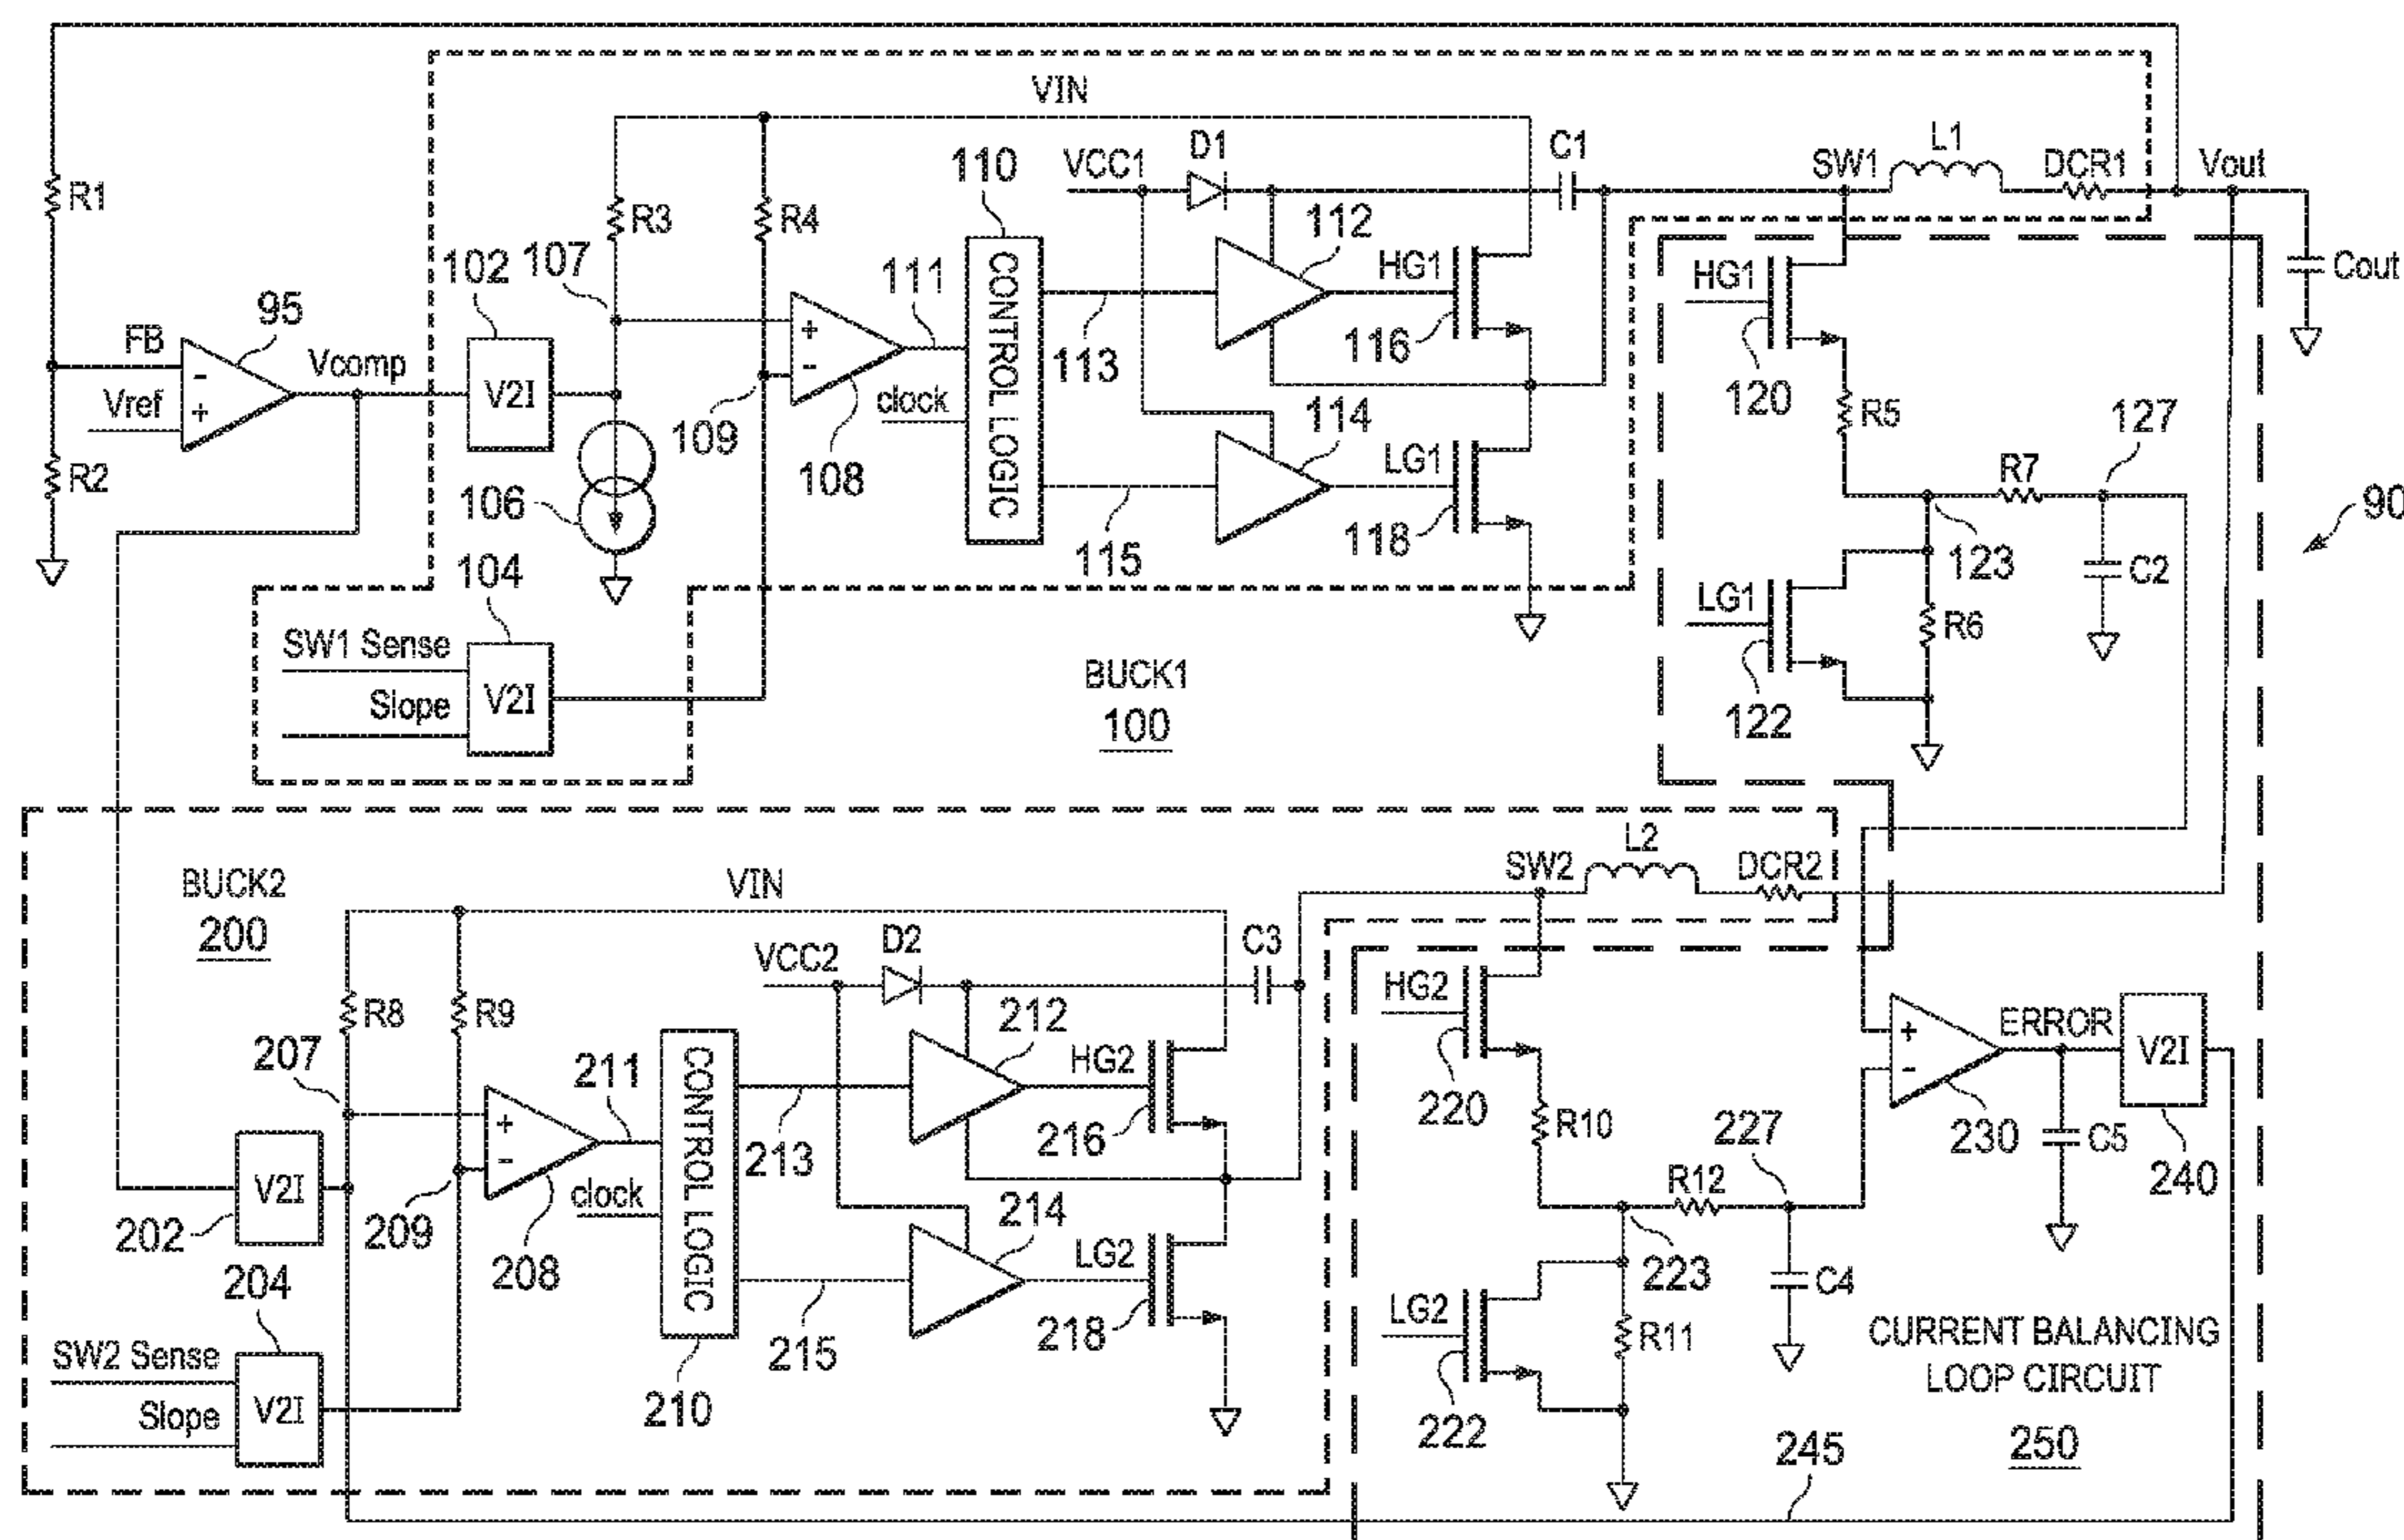 VIN
R1
FB
95
Vcomp
Vref
R2
102
V2I
107
R3
R4
106
109
108
111
clock
110
CONTROL LOGIC
VCC1
D1
C1
112
113
HG1
116
114
115
LG1
118
SW1
L1
DCR1
Vout
Cout
HG1
120
R5
R7
127
123
C2
LG1
122
R6
90
104
SW1 Sense
Slope
V2I
BUCK1
100
BUCK2
200
VIN
R8
R9
207
202
V2I
209
208
211
clock
CONTROL LOGIC
210
VCC2
D2
C3
212
213
HG2
216
214
215
LG2
218
204
SW2 Sense
Slope
V2I
SW2
L2
DCR2
HG2
220
R10
R12
227
223
C4
LG2
222
R11
230
ERROR
C5
V2I
240
CURRENT BALANCING
LOOP CIRCUIT
250
245
+
-
+
-
+
-
+
-